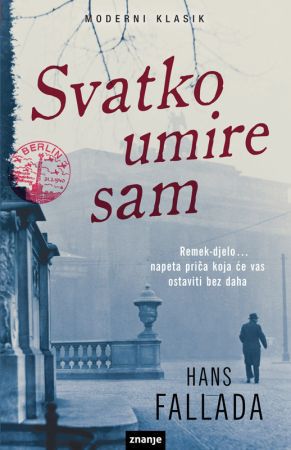 MODERNI KLASIK
Svatko
umire
sam
BERLIN
Remek-djelo...
napeta priča koja će vas
ostaviti bez daha
HANS
FALLADA
znanje